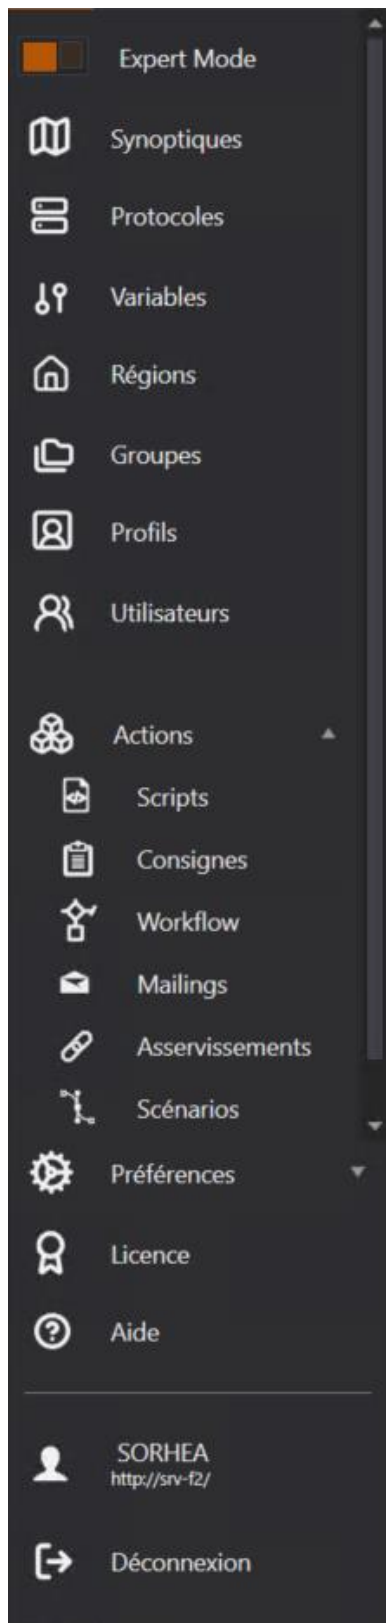 Expert Mode
Synoptiques
Protocoles
Variables
Régions
Groupes
Profils
Utilisateurs
Actions
Scripts
Consignes
Workflow
Mailings
Asservissements
Scénarios
Préférences
Licence
Aide
SORHEA
http://srv-f2/
Déconnexion